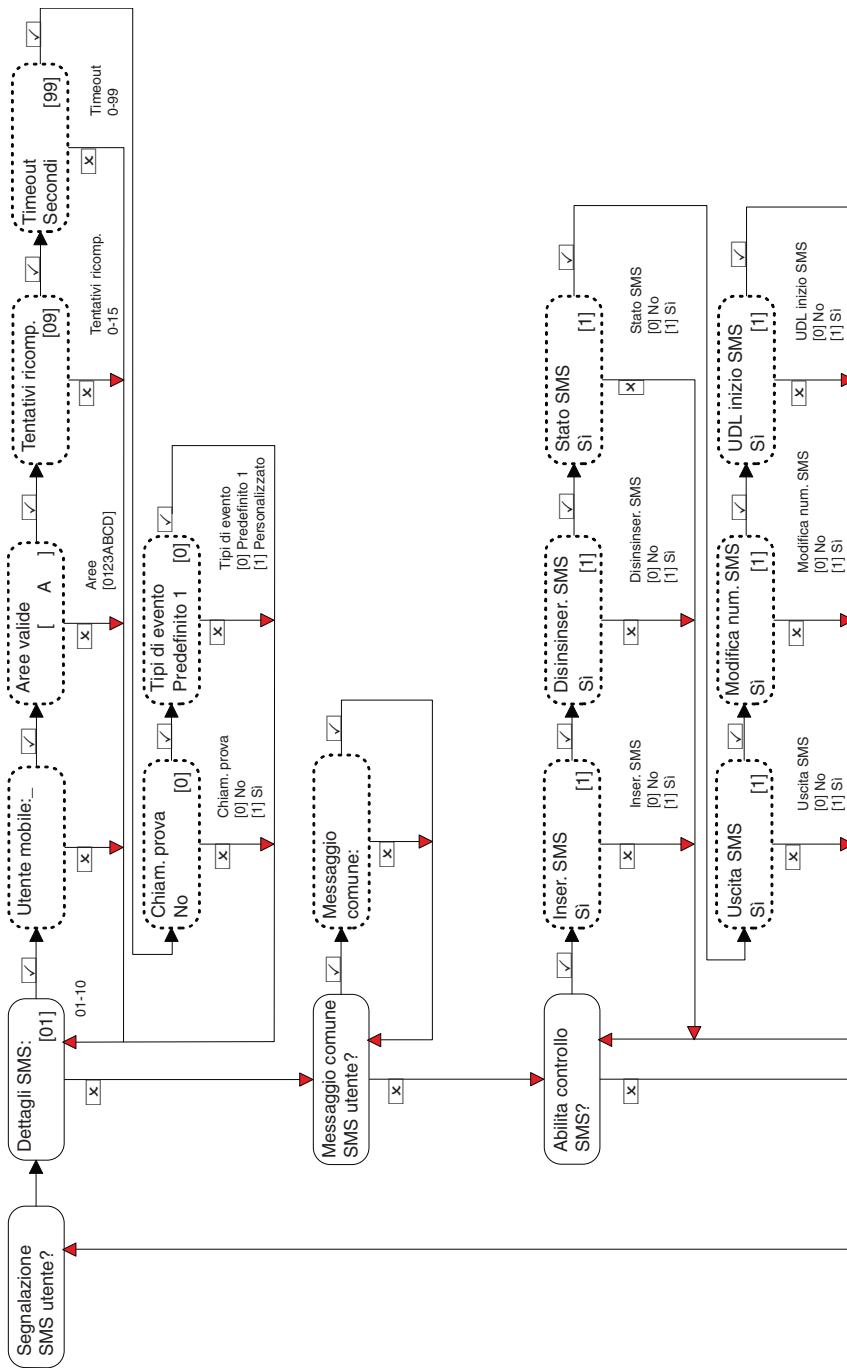 Segnalazione
SMS utente?
Dettagli SMS:
[01]
01-10
Utente mobile:_
Aree valide
[ A ]
Aree
[0123ABCD]
Tentativi ricomp.
[09]
Tentativi ricomp.
0-15
Timeout
Secondi [99]
Timeout
0-99
Chiam. prova
No [0]
Chiam. prova
[0] No
[1] Sì
Tipi di evento
Predefinito 1 [0]
Tipi di evento
[0] Predefinito 1
[1] Personalizzato
Messaggio comune
SMS utente?
Messaggio
comune:
Abilita controllo
SMS?
Inser. SMS
Sì [1]
Inser. SMS
[0] No
[1] Sì
Disinsinser. SMS
Sì [1]
Disinsinser. SMS
[0] No
[1] Sì
Stato SMS
Sì [1]
Stato SMS
[0] No
[1] Sì
Uscita SMS
Sì [1]
Uscita SMS
[0] No
[1] Sì
Modifica num. SMS
Sì [1]
Modifica num. SMS
[0] No
[1] Sì
UDL inizio SMS
Sì [1]
UDL inizio SMS
[0] No
[1] Sì